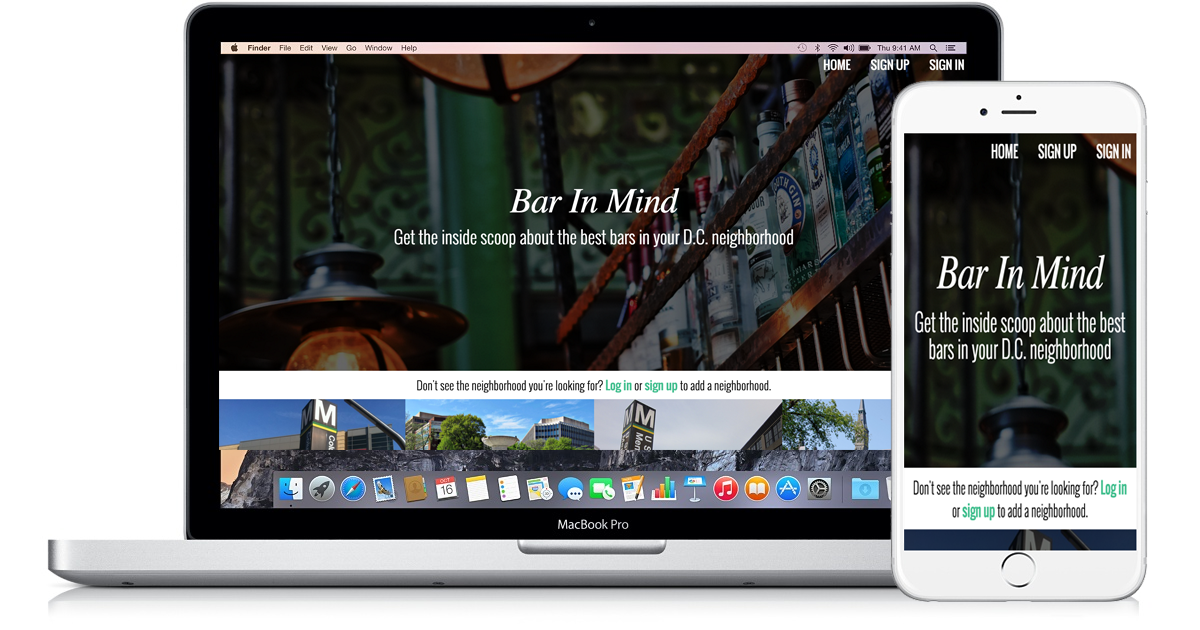 Finder File Edit View Go Window Help Thu 9:41 AM
HOME SIGN UP SIGN IN
Bar In Mind
Get the inside scoop about the best bars in your D.C. neighborhood
Don't see the neighborhood you're looking for? Log in or sign up to add a neighborhood.
M
M
OCT
16
MacBook Pro
HOME SIGN UP SIGN IN
Bar In Mind
Get the inside scoop about the best
bars in your D.C. neighborhood
Don't see the neighborhood you're looking for? Log in
or sign up to add a neighborhood.